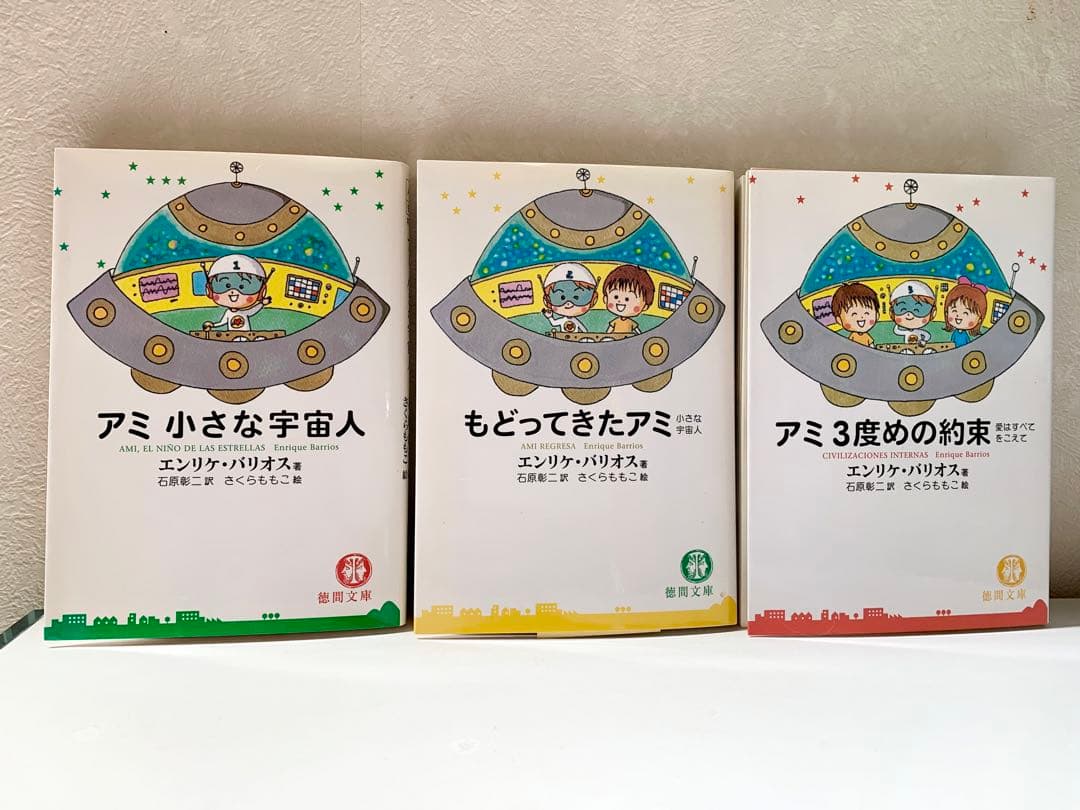 1
アミ 小さな宇宙人
AMI, EL NIÑO DE LAS ESTRELLAS Enrique Barrios
エンリケ・バリオス 著
石原彰二 訳 さくらももこ 絵
徳間文庫
2
もどってきたアミ 小さな
宇宙人
AMI REGRESA Enrique Barrios
エンリケ・バリオス 著
石原彰二 訳 さくらももこ 絵
徳間文庫
アミ 3度めの約束 愛はすべて
をこえて
CIVILIZACIONES INTERNAS Enrique Barrios
エンリケ・バリオス 著
石原彰二 訳 さくらももこ 絵
徳間文庫